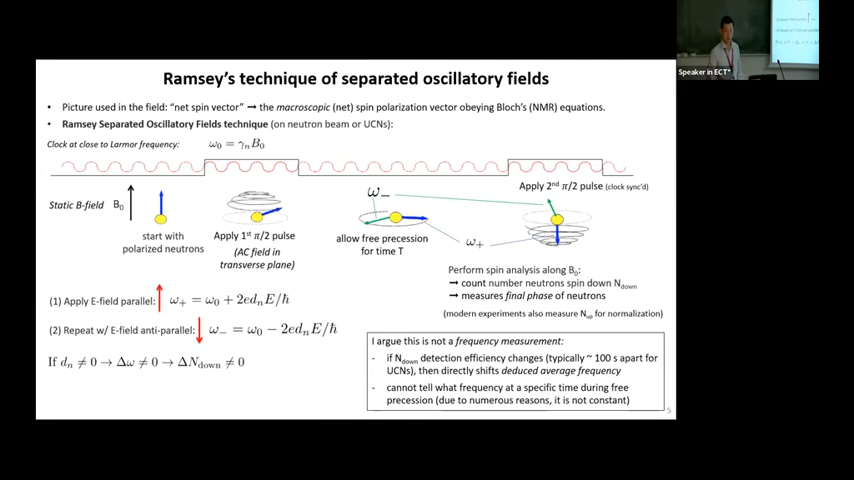 Ramsey's technique of separated oscillatory fields
• Picture used in the field: "net spin vector" ➞ the macroscopic (net) spin polarization vector obeying Bloch's (NMR) equations.
• Ramsey Separated Oscillatory Fields technique (on neutron beam or UCNs):
Clock at close to Larmor frequency: ω₀ = γₙB₀
Static B-field B₀
start with
polarized neutrons
Apply 1st π/2 pulse
(AC field in
transverse plane)
ω₋
allow free precession
for time T
ω₊
Apply 2nd π/2 pulse (clock sync'd)
Perform spin analysis along B₀:
➞ count number neutrons spin down N_down
➞ measures final phase of neutrons
(modern experiments also measure N_up for normalization)
(1) Apply E-field parallel: ω₊ = ω₀ + 2edₙE/ħ
(2) Repeat w/ E-field anti-parallel: ω₋ = ω₀ − 2edₙE/ħ
If dₙ ≠ 0 → Δω ≠ 0 → ΔN_down ≠ 0
I argue this is not a frequency measurement:
- if N_down detection efficiency changes (typically ~ 100 s apart for
UCNs), then directly shifts deduced average frequency
- cannot tell what frequency at a specific time during free
precession (due to numerous reasons, it is not constant)
5
Speaker in ECT*